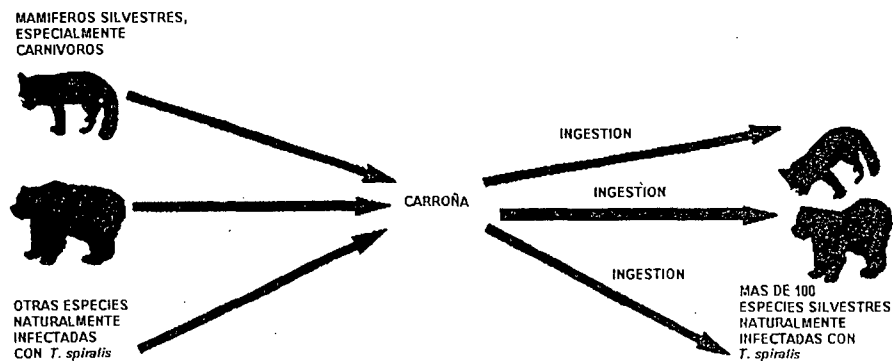 MAMIFEROS SILVESTRES,
ESPECIALMENTE
CARNIVOROS
OTRAS ESPECIES
NATURALMENTE
INFECTADAS
CON T. spiralis
CARROÑA
INGESTION
INGESTION
INGESTION
MAS DE 100
ESPECIES SILVESTRES
NATURALMENTE
INFECTADAS CON
T. spiralis